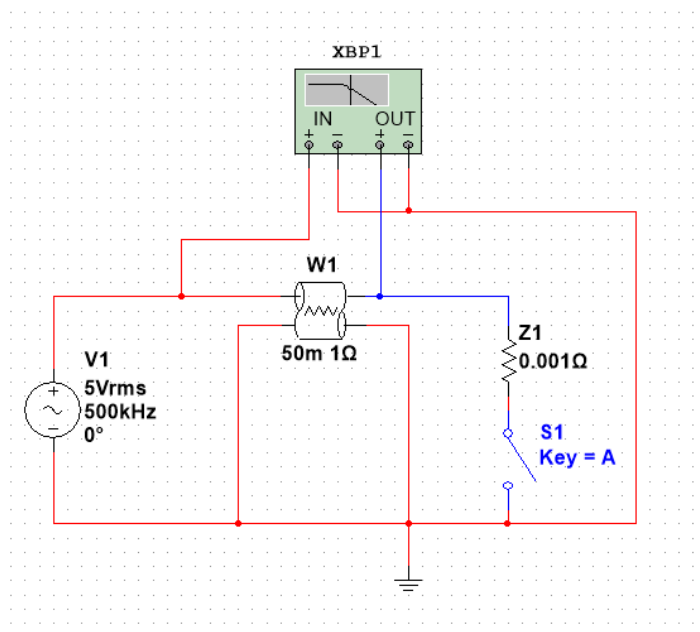 XBP1
IN OUT
+ − + −
W1
50m 1Ω
V1
5Vrms
500kHz
0°
+
−
Z1
0.001Ω
S1
Key = A